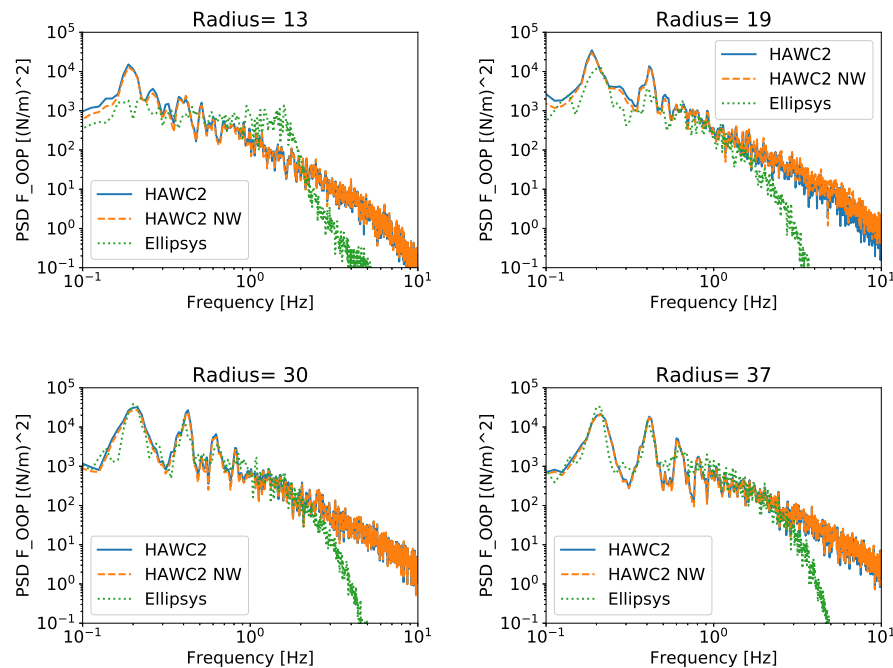 Radius= 13
PSD F_OOP [(N/m)^2]
10^5
10^4
10^3
10^2
10^1
10^0
10^-1
HAWC2
HAWC2 NW
Ellipsys
10^-1 10^0 10^1
Frequency [Hz]
Radius= 19
PSD F_OOP [(N/m)^2]
10^5
10^4
10^3
10^2
10^1
10^0
10^-1
HAWC2
HAWC2 NW
Ellipsys
10^-1 10^0 10^1
Frequency [Hz]
Radius= 30
PSD F_OOP [(N/m)^2]
10^5
10^4
10^3
10^2
10^1
10^0
10^-1
HAWC2
HAWC2 NW
Ellipsys
10^-1 10^0 10^1
Frequency [Hz]
Radius= 37
PSD F_OOP [(N/m)^2]
10^5
10^4
10^3
10^2
10^1
10^0
10^-1
HAWC2
HAWC2 NW
Ellipsys
10^-1 10^0 10^1
Frequency [Hz]